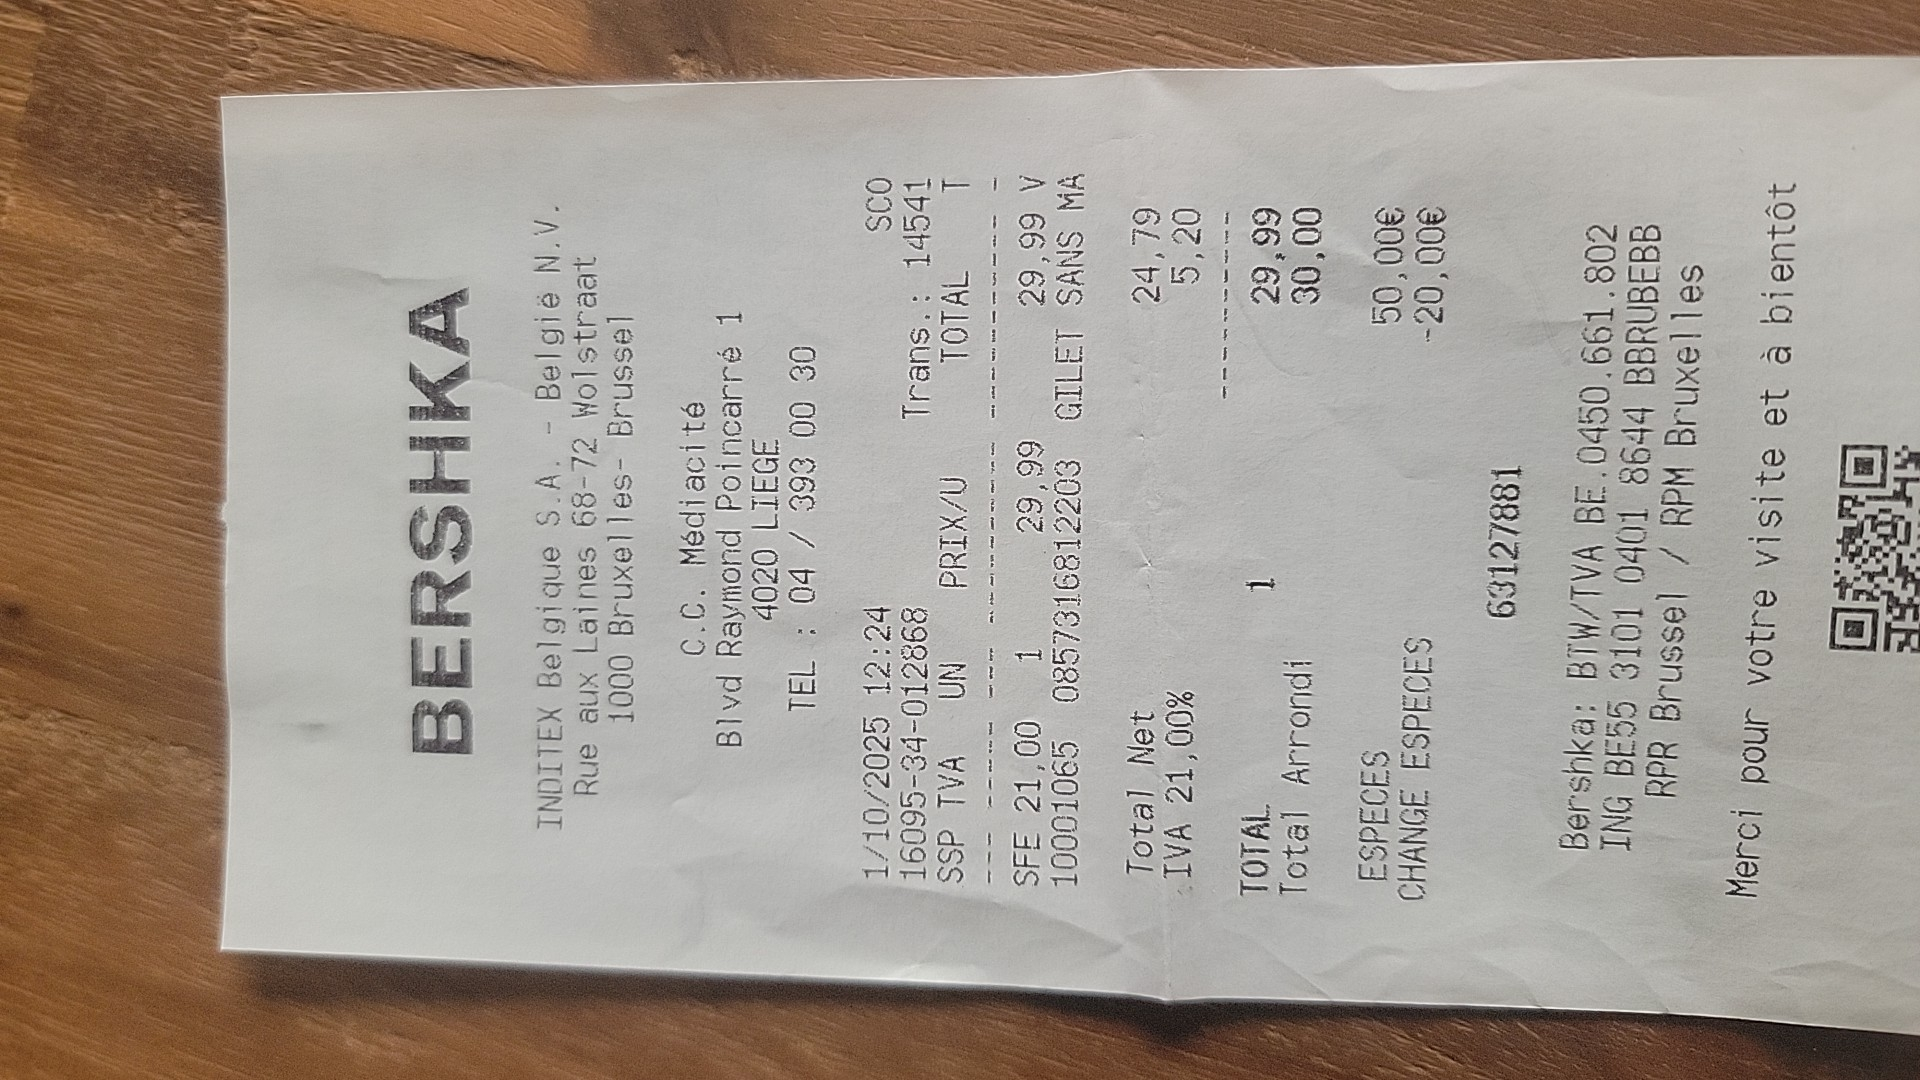 BERSHKA
INDITEX Belgique S.A. - België N.V.
Rue aux Laines 68-72 Wolstraat
1000 Bruxelles- Brussel
C.C. Médiacité
Blvd Raymond Poincarré 1
4020 LIEGE
TEL : 04 / 393 00 30
1/10/2025 12:24 SCO
16095-34-012868 Trans.: 14541
SSP TVA UN PRIX/U TOTAL T
SFE 21,00 1 29,99 29,99 V
10001065 08573166812203 GILET SANS MA
Total Net 24,79
IVA 21,00% 5,20
TOTAL 1 29,99
Total Arrondi 30,00
ESPECES 50,00€
CHANGE ESPECES -20,00€
63127881
Bershka: BTW/TVA BE.0450.661.802
ING BE55 3101 0401 8644 BBRUBEBB
RPR Brussel / RPM Bruxelles
Merci pour votre visite et à bientôt